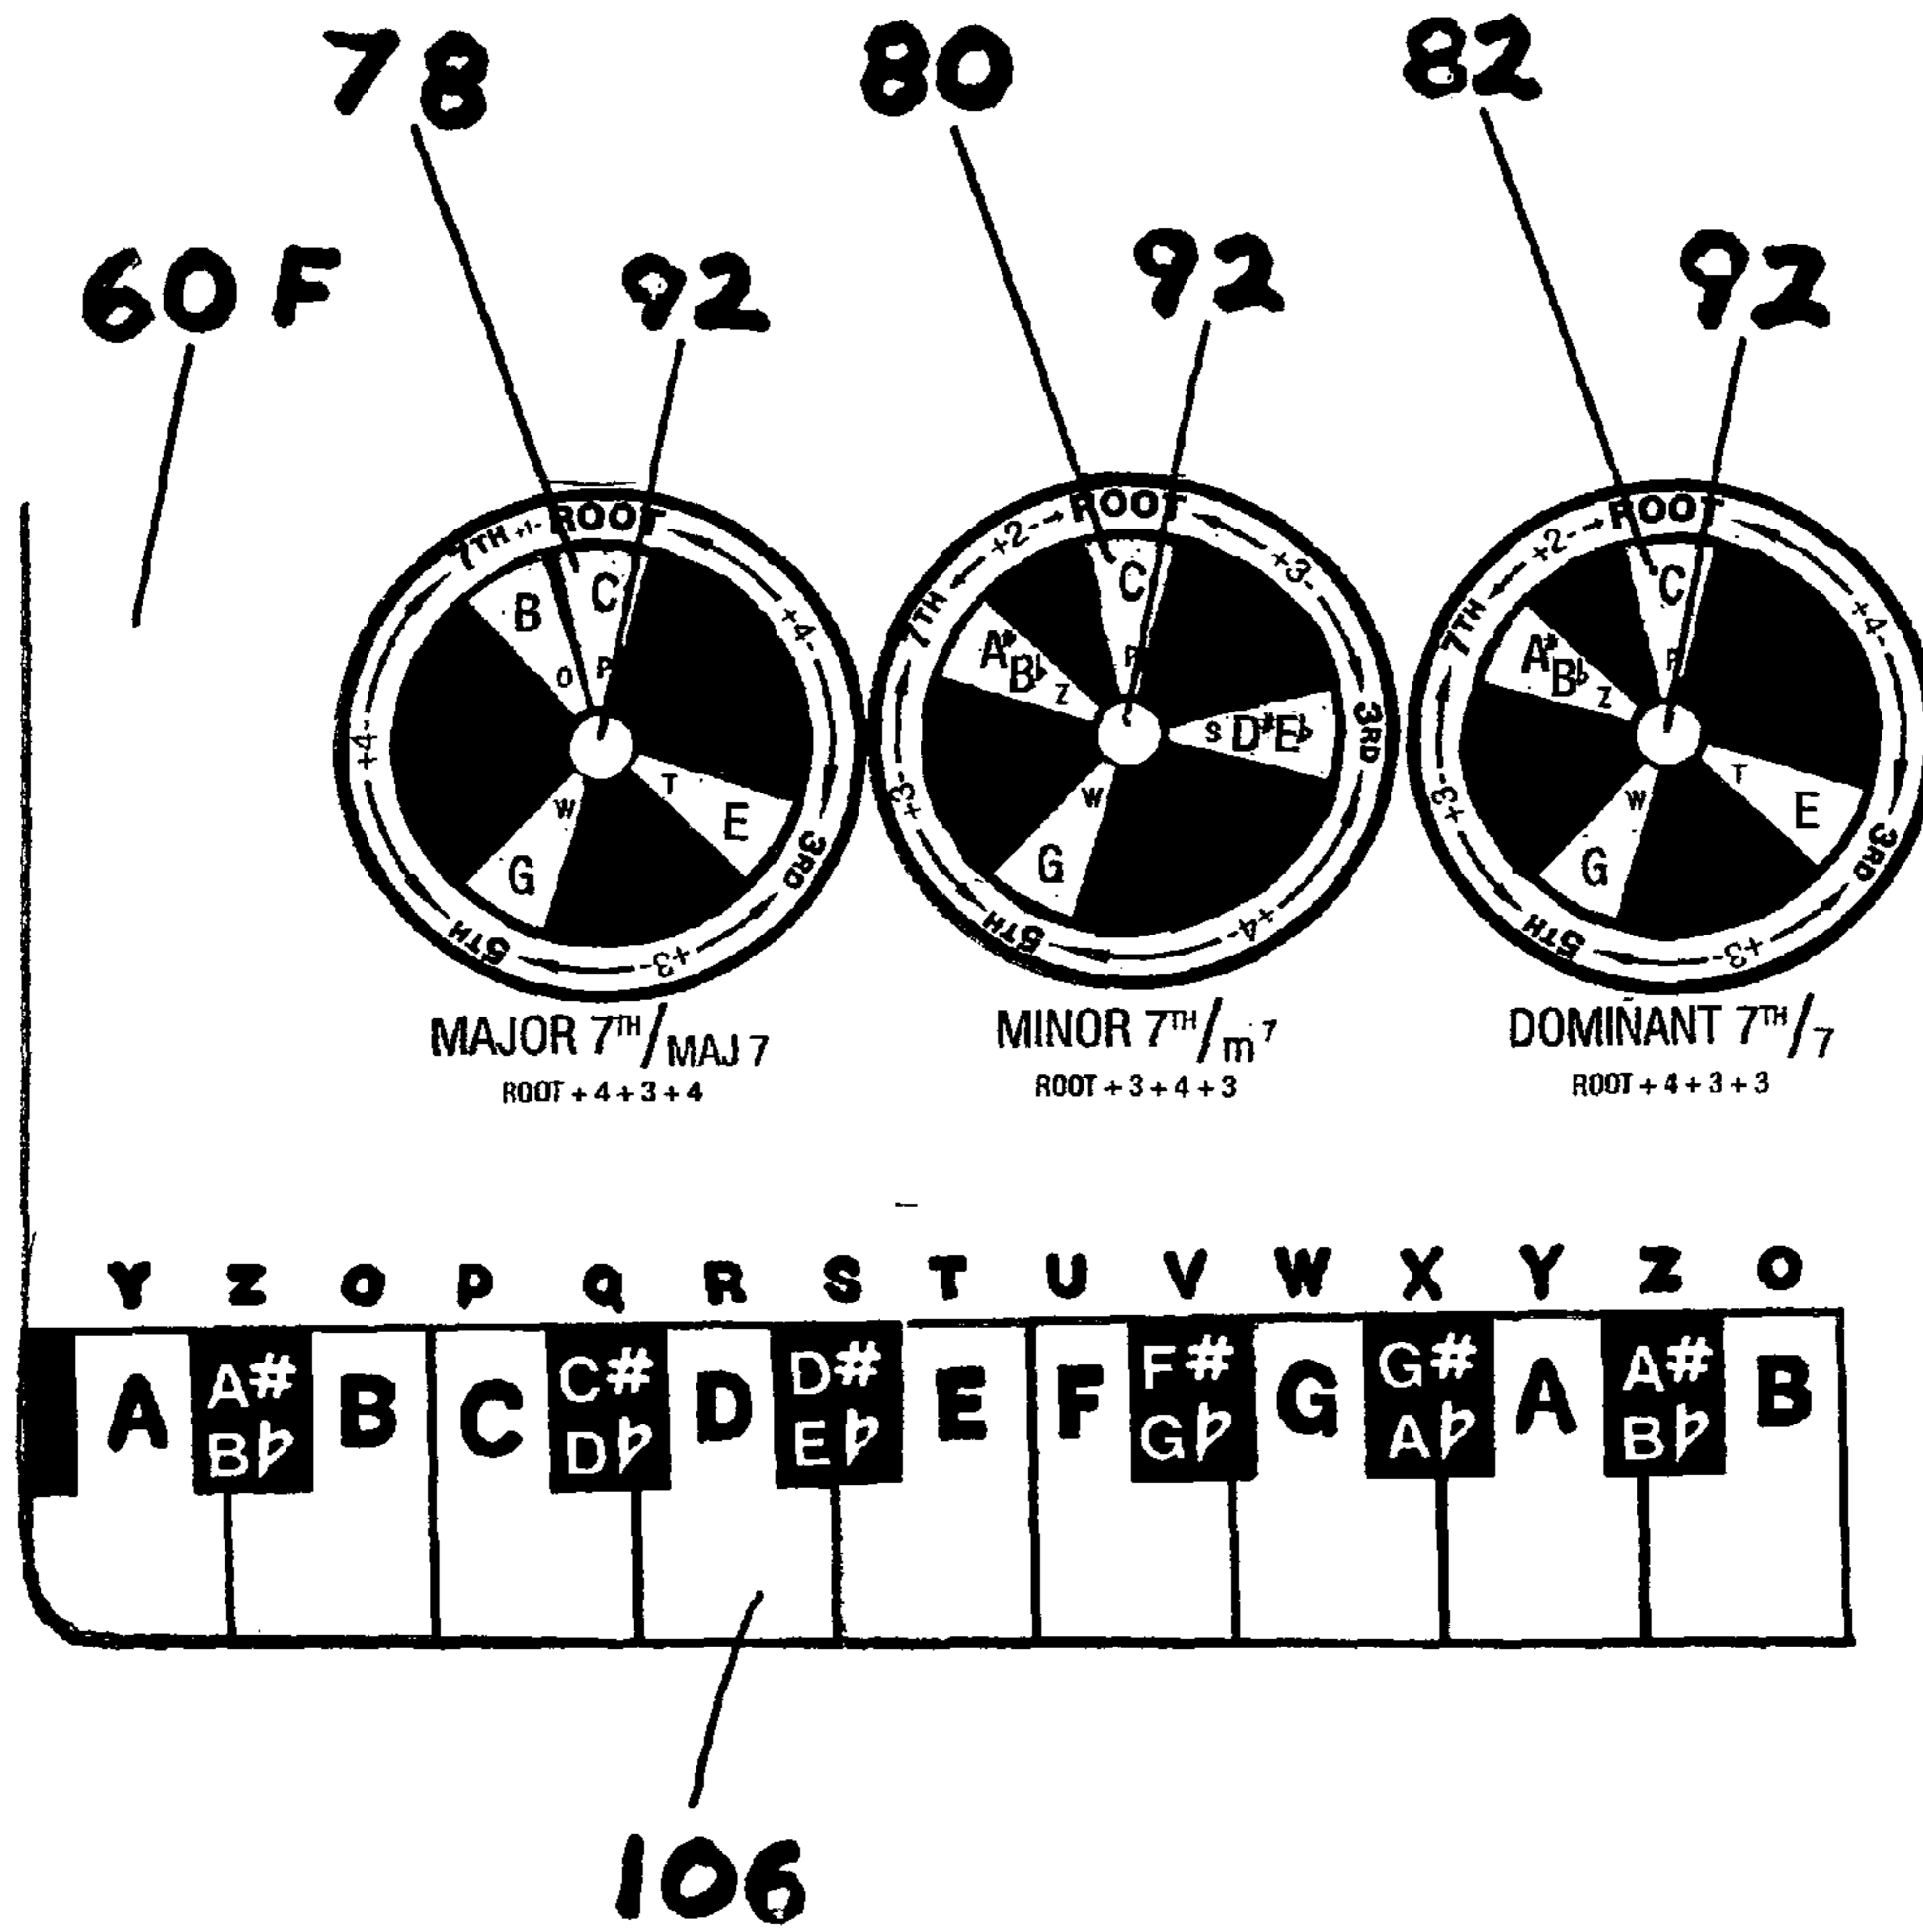 78 80 82
60F 92 92 92
ROOT +4 3RD +3 5TH +4 7TH +1
C P E T G W B O
ROOT +3 3RD +4 5TH +3 7TH +2
C P D# E♭ S G W A# B♭ Z
ROOT +4 3RD +3 5TH +3 7TH +2
C P E T G W A# B♭ Z
MAJOR 7TH/MAJ 7 MINOR 7TH/m7 DOMINANT 7TH/7
ROOT + 4 + 3 + 4 ROOT + 3 + 4 + 3 ROOT + 4 + 3 + 3
Y Z O P Q R S T U V W X Y Z O
A A# B♭ B C C# D♭ D D# E♭ E F F# G♭ G G# A♭ A A# B♭ B
106